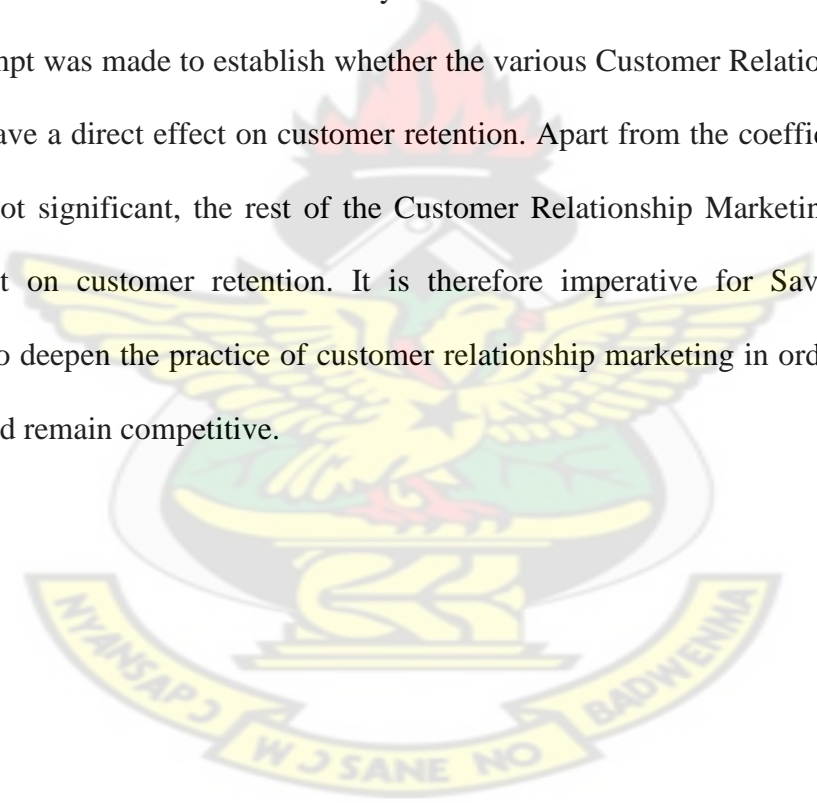 mpt was made to establish whether the various Customer Relatio
ave a direct effect on customer retention. Apart from the coeffic
ot significant, the rest of the Customer Relationship Marketin
t on customer retention. It is therefore imperative for Sav
o deepen the practice of customer relationship marketing in ord
d remain competitive.
NYANSAPƆ
WƆ SANE NO
BADWENMA